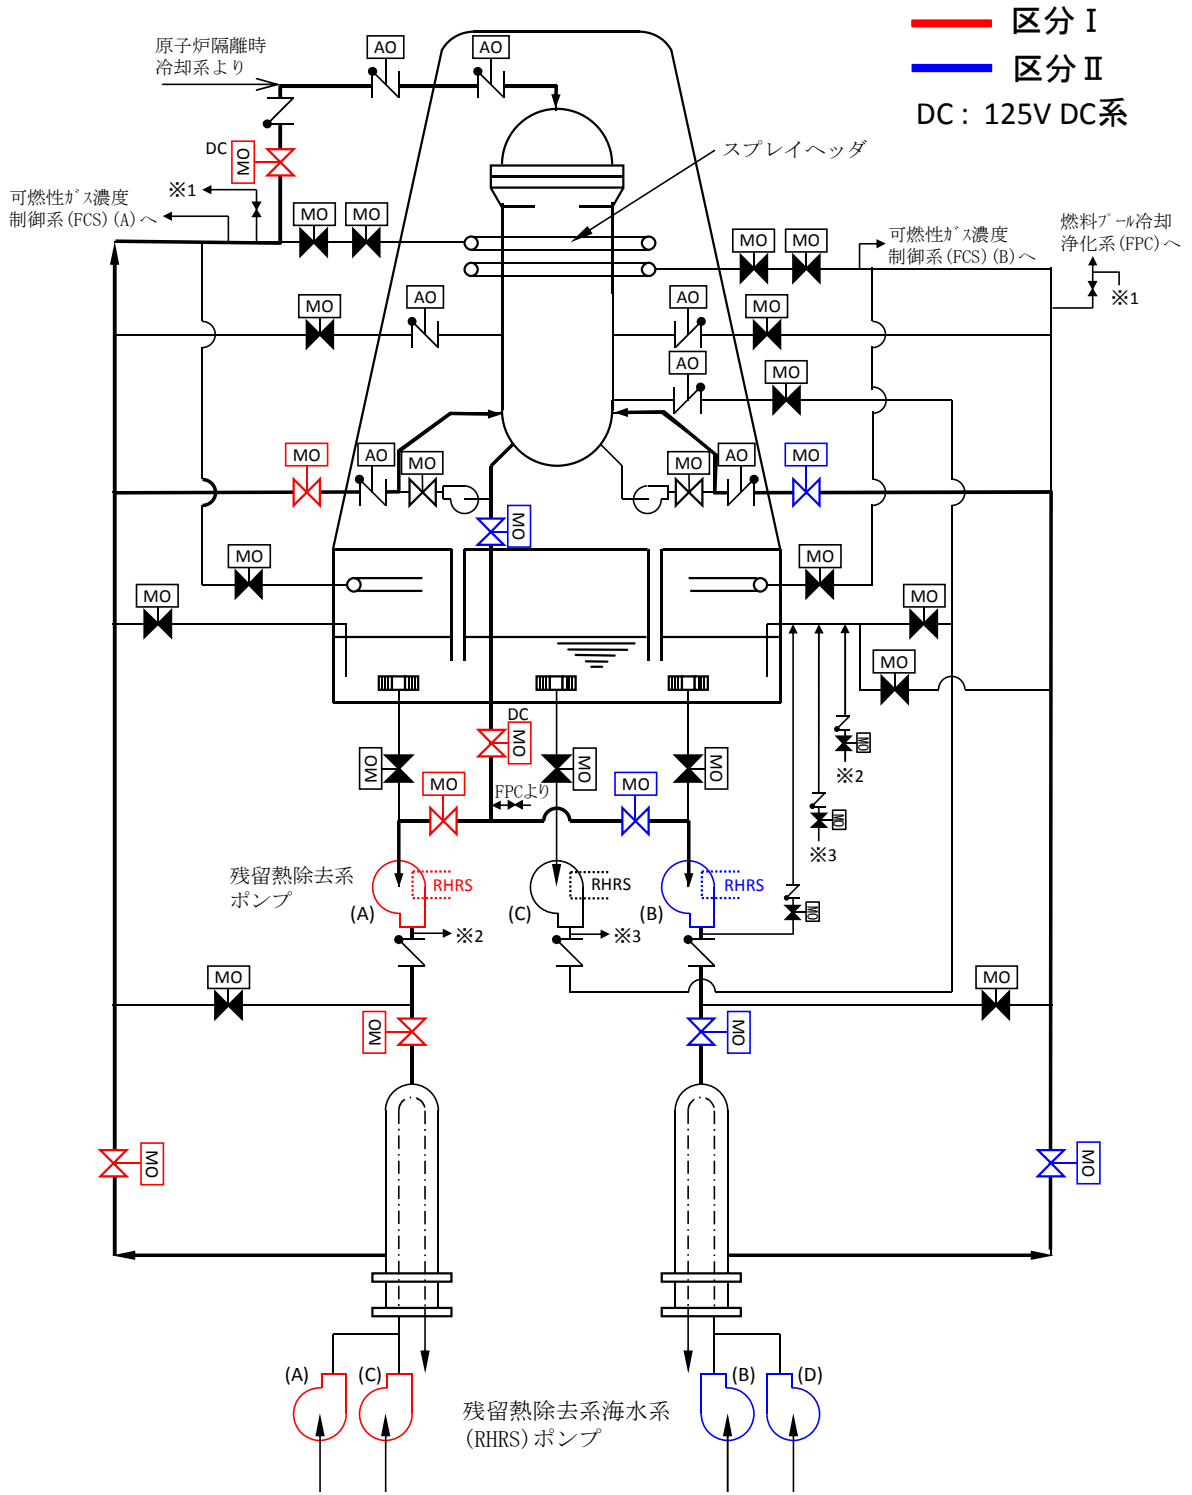 区分Ⅰ
区分Ⅱ
DC： 125V DC系
原子炉隔離時
冷却系より
AO
AO
DC
MO
スプレイヘッダ
可燃性ｶﾞｽ濃度
制御系(FCS)(A)へ
※1
MO
MO
MO
MO
可燃性ｶﾞｽ濃度
制御系(FCS)(B)へ
燃料ﾌﾟｰﾙ冷却
浄化系(FPC)へ
※1
MO
AO
AO
MO
AO
MO
MO
AO
MO
MO
AO
MO
MO
MO
MO
MO
MO
MO
DC
MO
MO
MO
MO
MO
FPCより
MO
MO
※2
MO
※3
MO
残留熱除去系
ポンプ
(A)
RHRS
(C)
RHRS
(B)
RHRS
※2
※3
MO
MO
MO
MO
MO
MO
(A)
(C)
(B)
(D)
残留熱除去系海水系
(RHRS)ポンプ